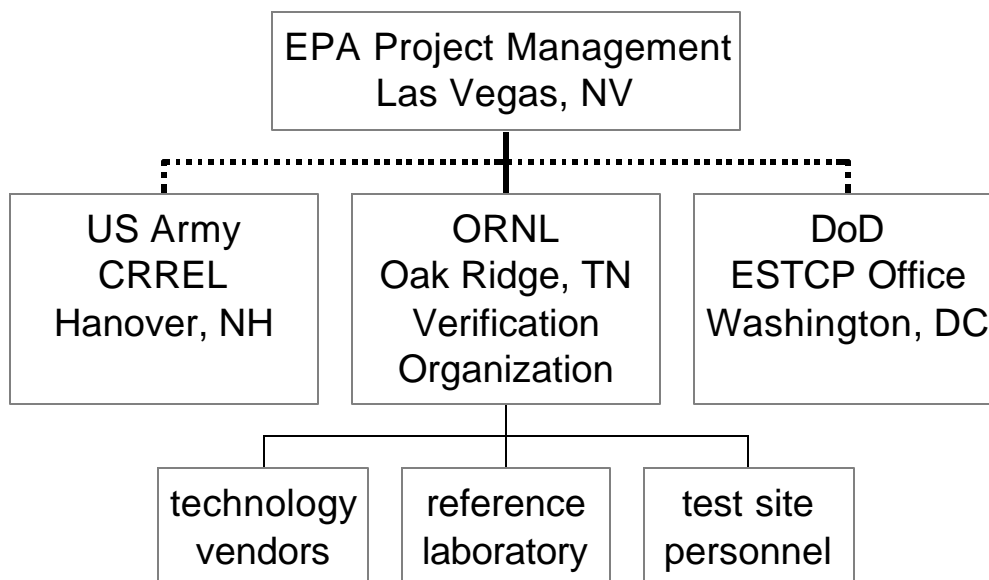 EPA Project Management
Las Vegas, NV
US Army
CRREL
Hanover, NH
ORNL
Oak Ridge, TN
Verification
Organization
DoD
ESTCP Office
Washington, DC
technology
vendors
reference
laboratory
test site
personnel